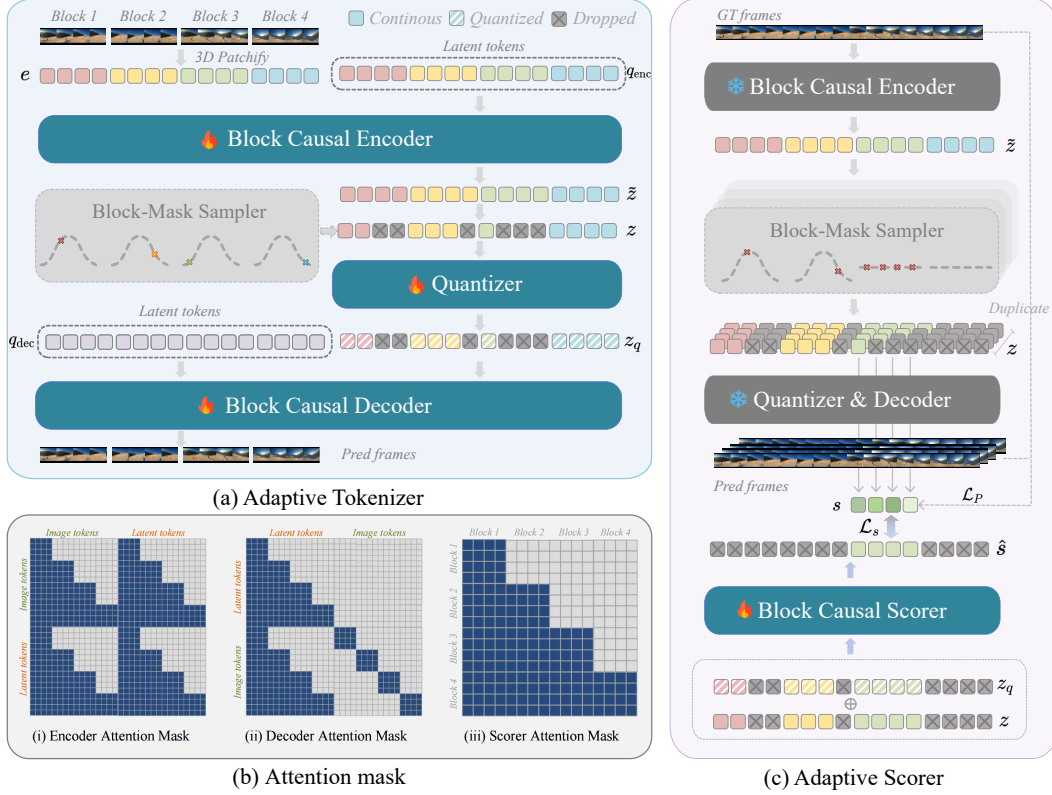 Block 1 Block 2 Block 3 Block 4
Continous Quantized Dropped
3D Patchify
Latent tokens
e
q_enc
Block Causal Encoder
z̃
Block-Mask Sampler
z
Quantizer
Latent tokens
q_dec
z_q
Block Causal Decoder
Pred frames
(a) Adaptive Tokenizer
Image tokens Latent tokens
Image tokens
Latent tokens
(i) Encoder Attention Mask
Latent tokens Image tokens
Latent tokens
Image tokens
(ii) Decoder Attention Mask
Block 1 Block 2 Block 3 Block 4
Block 1
Block 2
Block 3
Block 4
(iii) Scorer Attention Mask
(b) Attention mask
GT frames
Block Causal Encoder
z̃
Block-Mask Sampler
Duplicate
z
Quantizer & Decoder
Pred frames
s
ℒ_P
ℒ_s
ŝ
Block Causal Scorer
z_q
⊕
z
(c) Adaptive Scorer